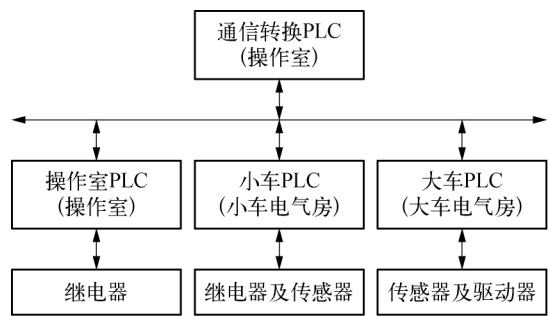 通信转换PLC
(操作室)
操作室PLC
(操作室)
小车PLC
(小车电气房)
大车PLC
(大车电气房)
继电器
继电器及传感器
传感器及驱动器